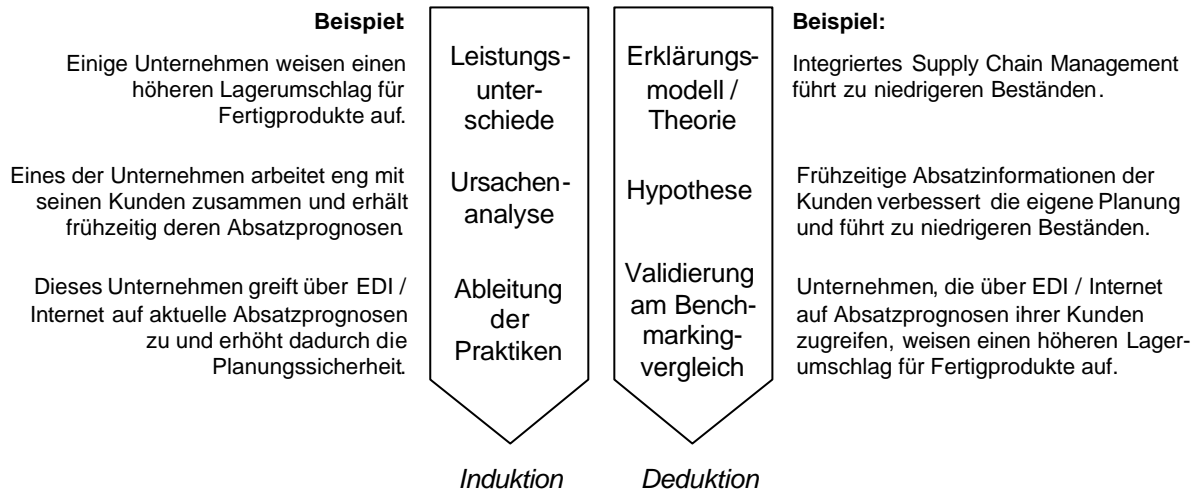 Beispiel:
Einige Unternehmen weisen einen
höheren Lagerumschlag für
Fertigprodukte auf.
Eines der Unternehmen arbeitet eng mit
seinen Kunden zusammen und erhält
frühzeitig deren Absatzprognosen.
Dieses Unternehmen greift über EDI /
Internet auf aktuelle Absatzprognosen
zu und erhöht dadurch die
Planungssicherheit.
Leistungs-
unter-
schiede
Ursachen-
analyse
Ableitung
der
Praktiken
Induktion
Erklärungs-
modell /
Theorie
Hypothese
Validierung
am Bench-
marking-
vergleich
Deduktion
Beispiel:
Integriertes Supply Chain Management
führt zu niedrigeren Beständen.
Frühzeitige Absatzinformationen der
Kunden verbessert die eigene Planung
und führt zu niedrigeren Beständen.
Unternehmen, die über EDI / Internet
auf Absatzprognosen ihrer Kunden
zugreifen, weisen einen höheren Lager-
umschlag für Fertigprodukte auf.